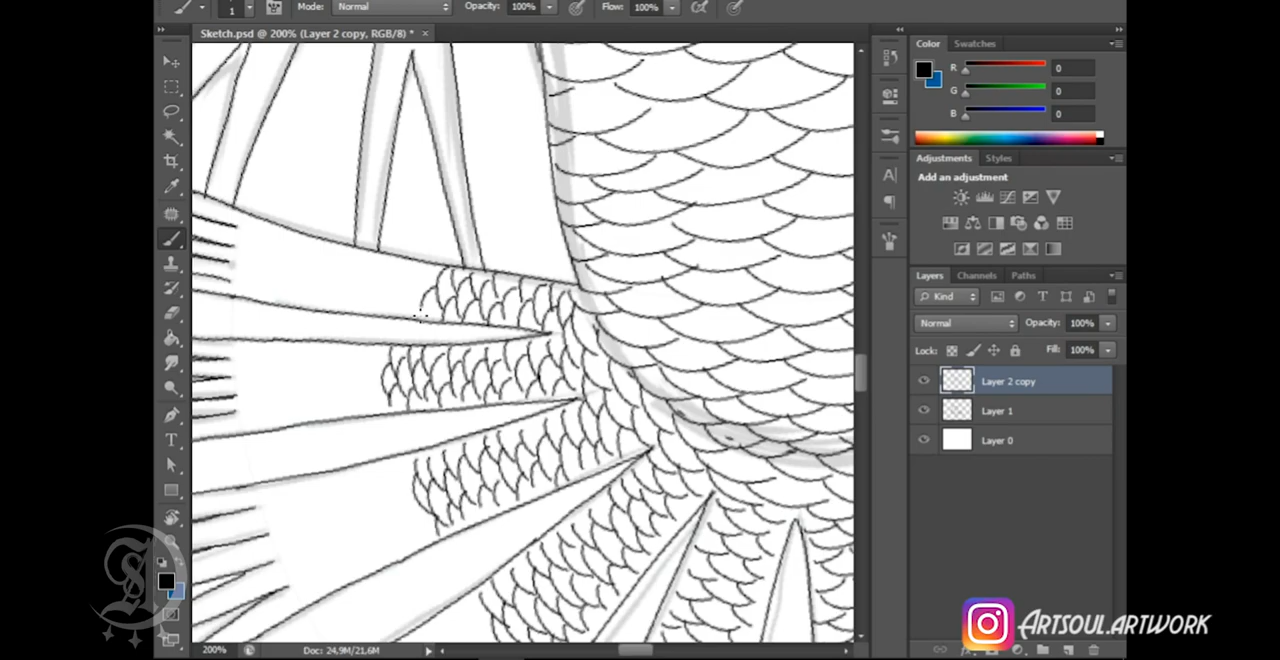 1 Mode: Normal Opacity: 100% Flow: 100%
Sketch.psd @ 200% (Layer 2 copy, RGB/8) * ×
Color Swatches
R 0
G 0
B 0
Adjustments Styles
Add an adjustment
Layers Channels Paths
Kind T
Normal Opacity: 100%
Lock: Fill: 100%
Layer 2 copy
Layer 1
Layer 0
200% Doc: 24,9M/21,6M
ARTSOUL.ARTWORK